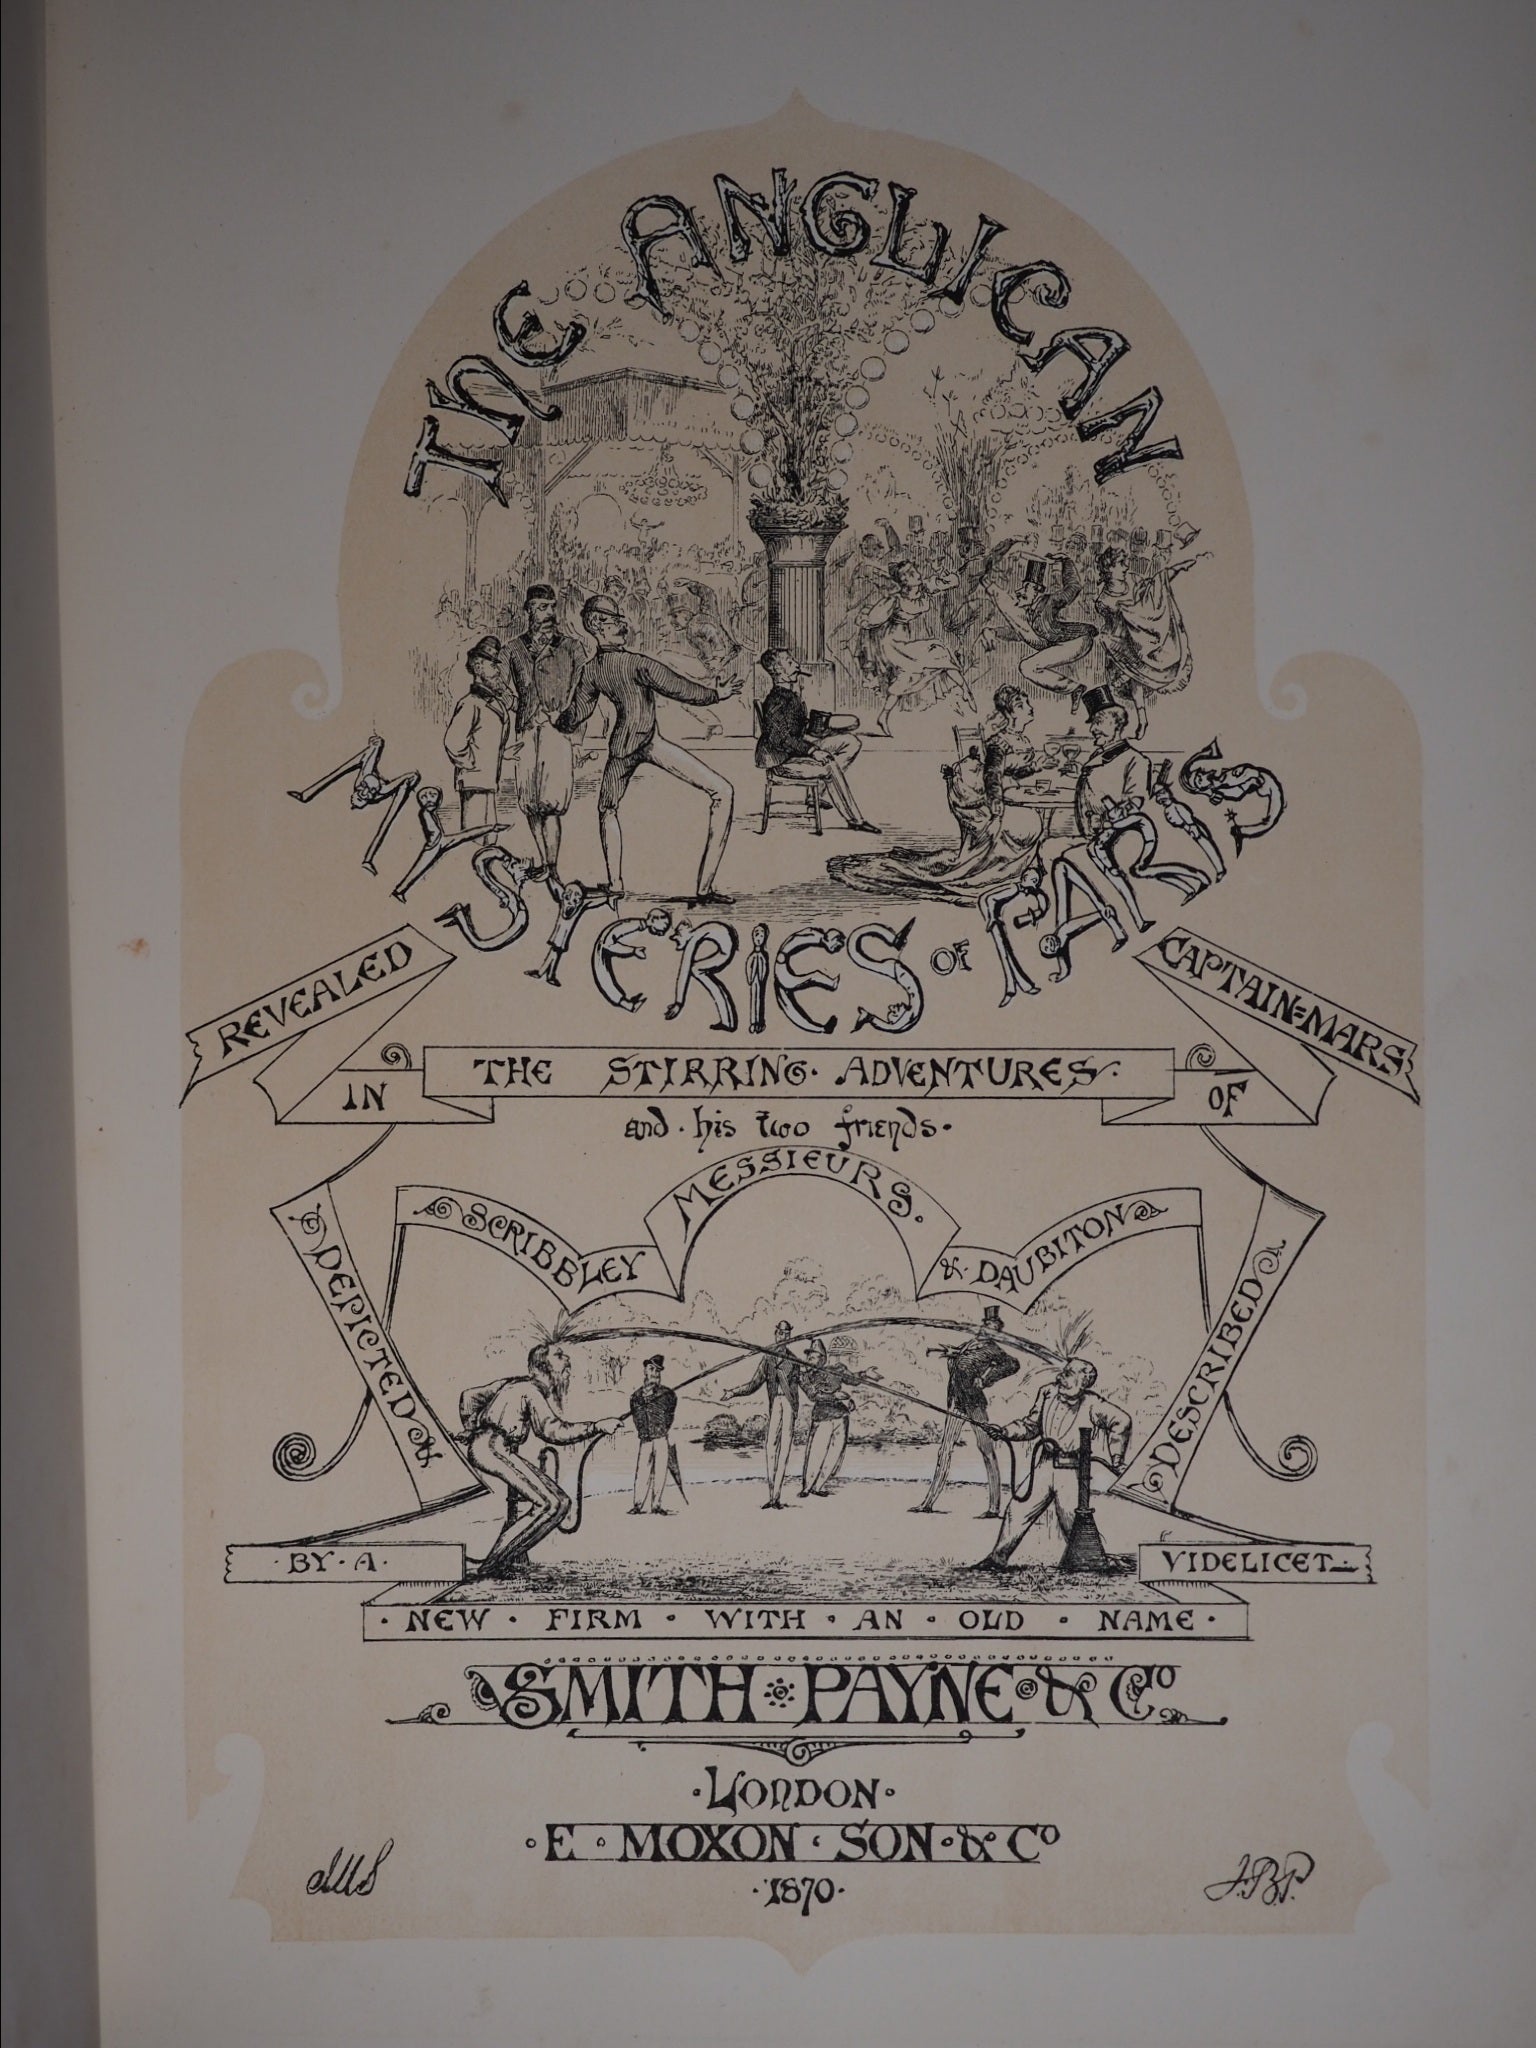 THE ANGLICAN
MYSTERIES OF PARIS
REVEALED IN THE STIRRING ADVENTURES OF CAPTAIN=MARS
and his two friends.
MESSIEURS.
SCRIBBLEY & DAUBITON
DEPICTED & DESCRIBED
BY A
NEW FIRM WITH AN OLD NAME
VIDELICET
SMITH PAYNE & Co
LONDON
E MOXON SON & Co
1870
J.B.P.